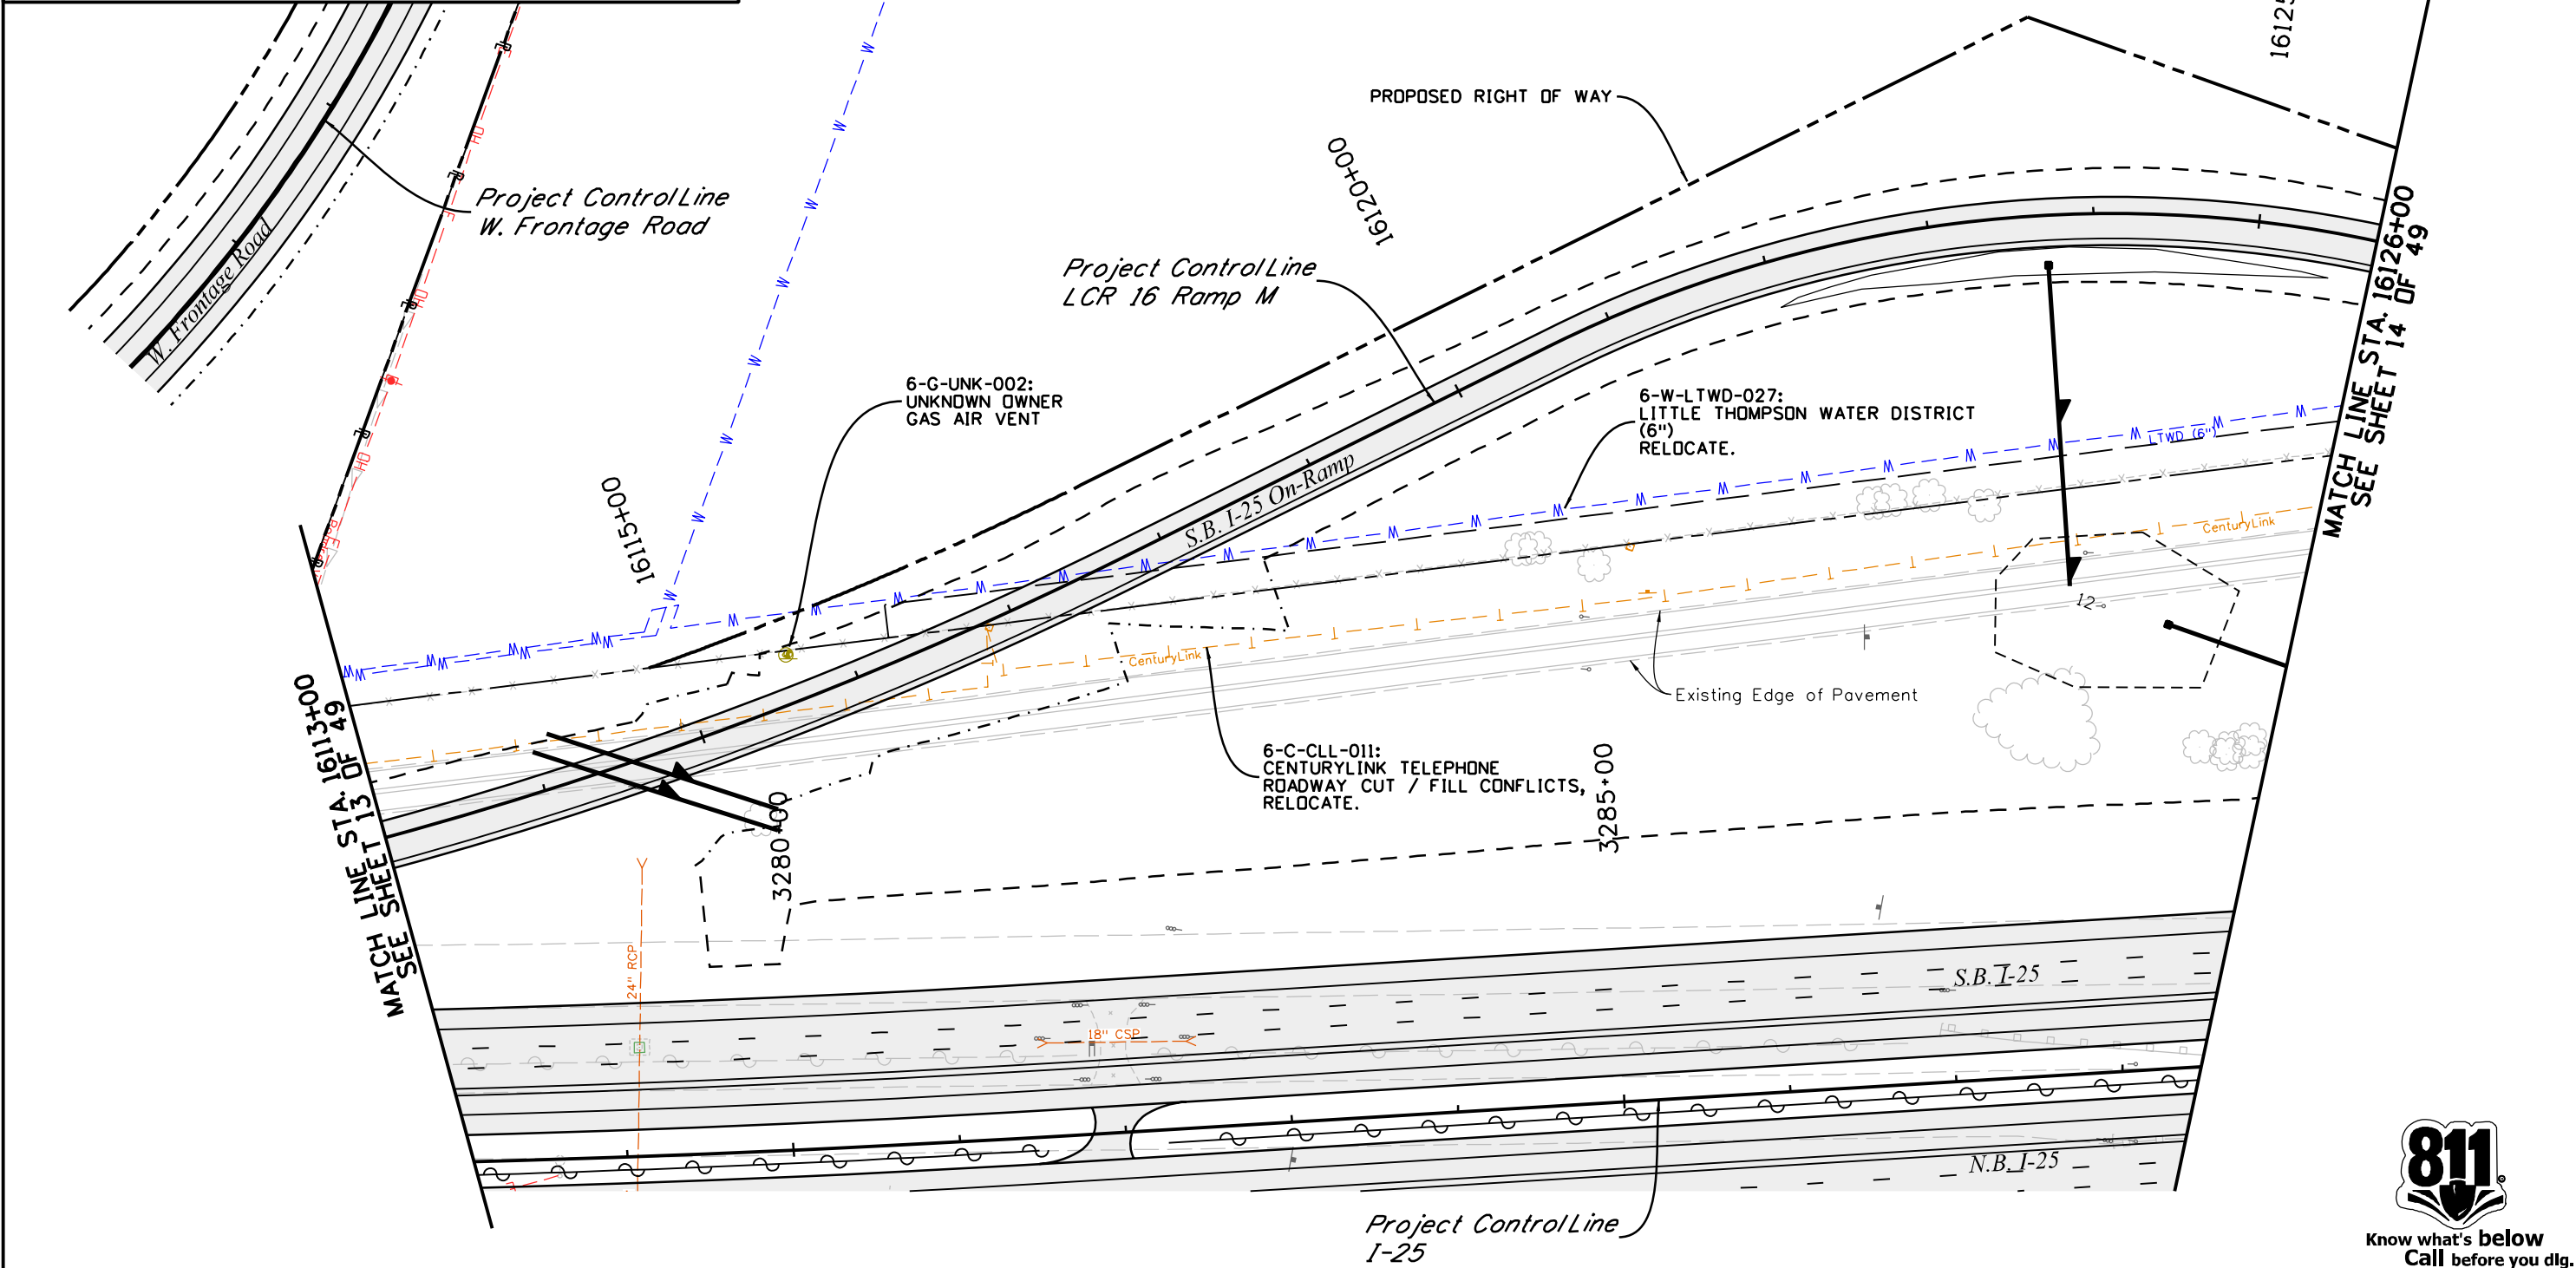 16125
PROPOSED RIGHT OF WAY
16120+00
Project Control Line
W. Frontage Road
W. Frontage Road
OH
OH
OH
Project Control Line
LCR 16 Ramp M
6-G-UNK-002:
UNKNOWN OWNER
GAS AIR VENT
6-W-LTWD-027:
LITTLE THOMPSON WATER DISTRICT
(6")
RELOCATE.
LTWD (6")
MATCH LINE STA. 16126+00
SEE SHEET 14 OF 49
16115+00
S.B. I-25 On-Ramp
CenturyLink
CenturyLink
12
Existing Edge of Pavement
MATCH LINE STA. 16113+00
SEE SHEET 13 OF 49
6-C-CLL-011:
CENTURYLINK TELEPHONE
ROADWAY CUT / FILL CONFLICTS,
RELOCATE.
3280+00
3285+00
24" RCP
18" CSP
S.B. I-25
N.B. I-25
Project Control Line
I-25
811
Know what's below
Call before you dig.